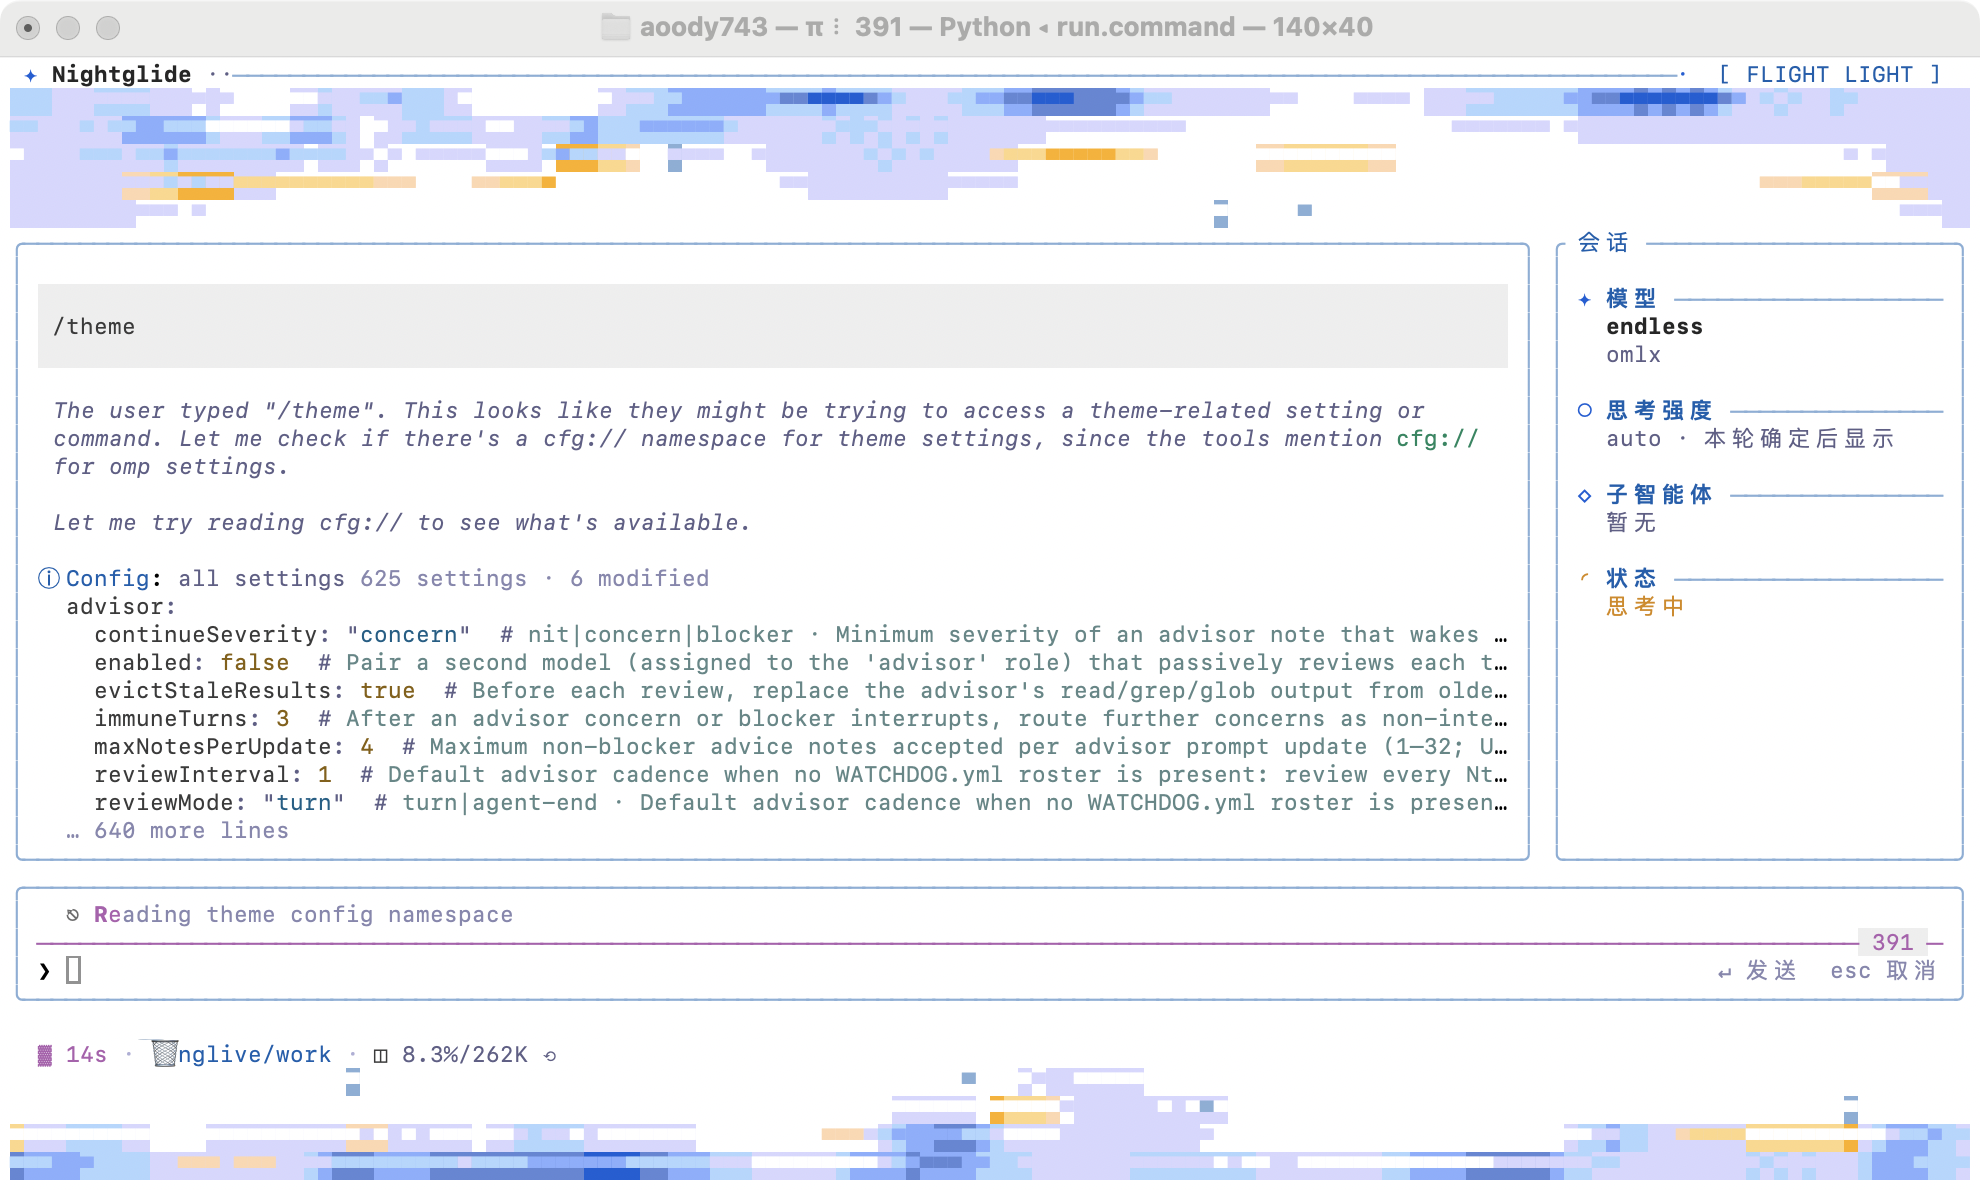 aoody743 — π ⋮ 391 — Python ◂ run.command — 140×40
✦ Nightglide ·· · [ FLIGHT LIGHT ]
/theme
The user typed "/theme". This looks like they might be trying to access a theme-related setting or
command. Let me check if there's a cfg:// namespace for theme settings, since the tools mention cfg://
for omp settings.
Let me try reading cfg:// to see what's available.
ⓘ Config: all settings 625 settings · 6 modified
advisor:
continueSeverity: "concern" # nit|concern|blocker · Minimum severity of an advisor note that wakes …
enabled: false # Pair a second model (assigned to the 'advisor' role) that passively reviews each t…
evictStaleResults: true # Before each review, replace the advisor's read/grep/glob output from olde…
immuneTurns: 3 # After an advisor concern or blocker interrupts, route further concerns as non-inte…
maxNotesPerUpdate: 4 # Maximum non-blocker advice notes accepted per advisor prompt update (1–32; U…
reviewInterval: 1 # Default advisor cadence when no WATCHDOG.yml roster is present: review every Nt…
reviewMode: "turn" # turn|agent-end · Default advisor cadence when no WATCHDOG.yml roster is presen…
… 640 more lines
会话
✦ 模型
endless
omlx
○ 思考强度
auto · 本轮确定后显示
◇ 子智能体
暂无
◜ 状态
思考中
Reading theme config namespace
391
❯
↵ 发送 esc 取消
14s · nglive/work · ◫ 8.3%/262K ⟲